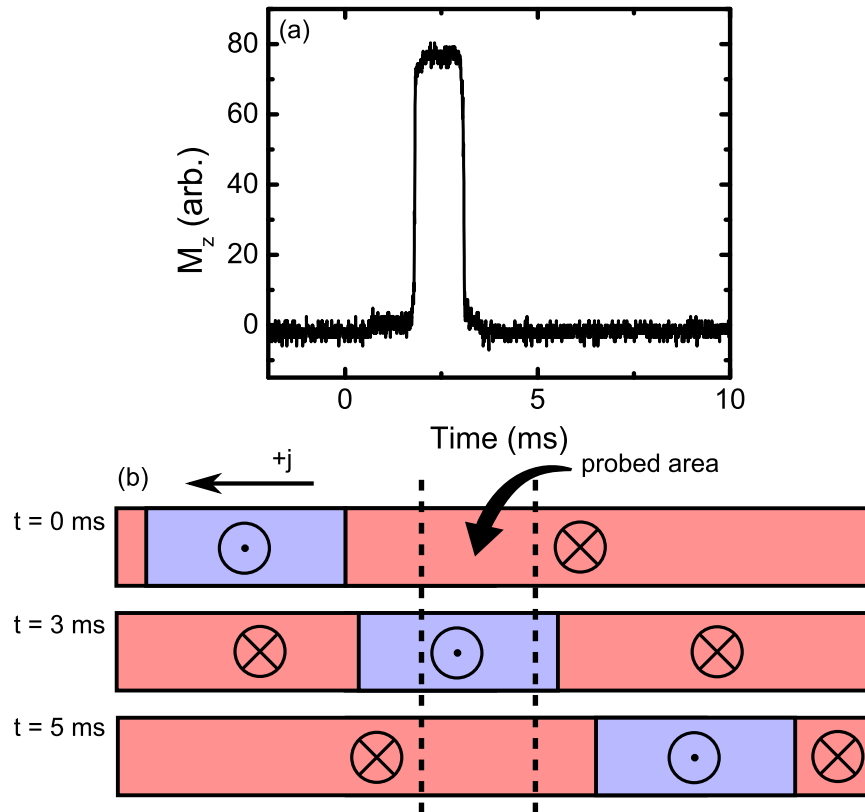 (a)
80
60
40
20
0
M_z (arb.)
0 5 10
Time (ms)
(b)
+j
probed area
t = 0 ms
t = 3 ms
t = 5 ms